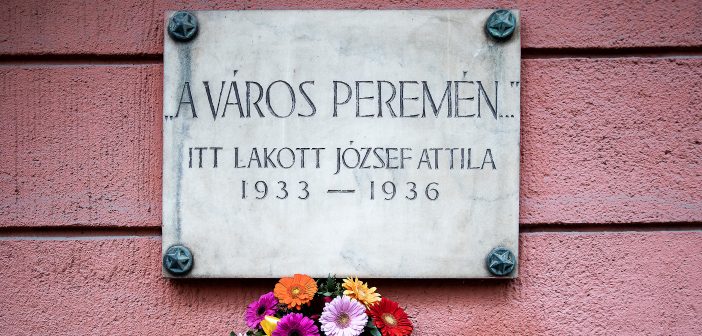 „A VÁROS PEREMÉN..."
ITT LAKOTT JÓZSEF ATTILA
1933 — 1936